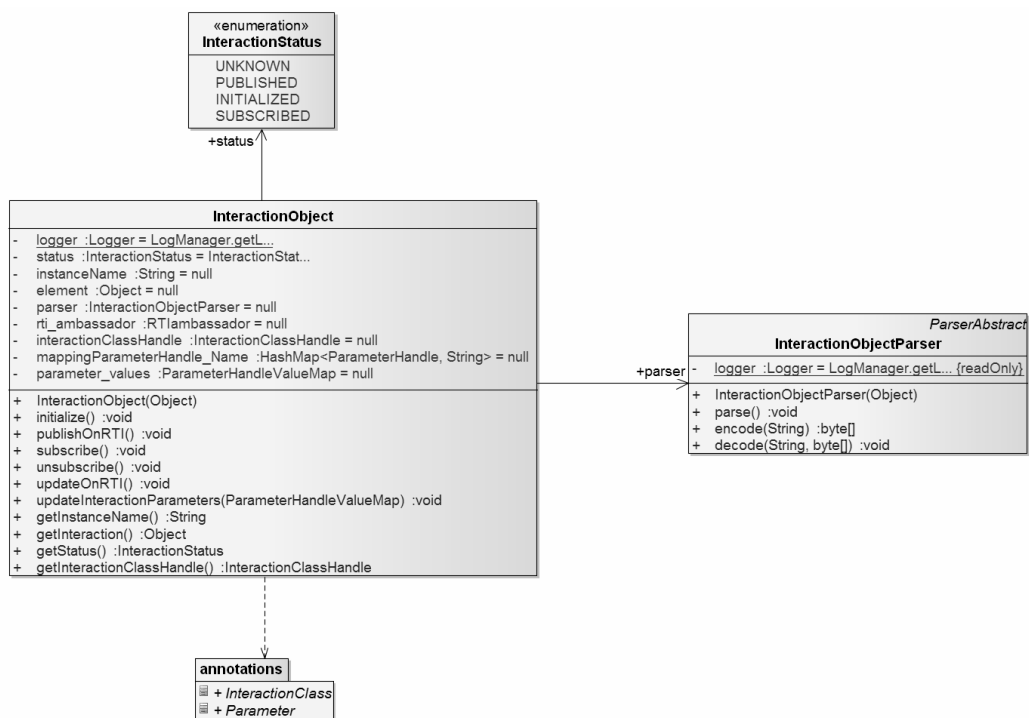 «enumeration»
InteractionStatus
UNKNOWN
PUBLISHED
INITIALIZED
SUBSCRIBED
+status
InteractionObject
- logger :Logger = LogManager.getL...
- status :InteractionStatus = InteractionStat...
- instanceName :String = null
- element :Object = null
- parser :InteractionObjectParser = null
- rti_ambassador :RTIambassador = null
- interactionClassHandle :InteractionClassHandle = null
- mappingParameterHandle_Name :HashMap<ParameterHandle, String> = null
- parameter_values :ParameterHandleValueMap = null
+ InteractionObject(Object)
+ initialize() :void
+ publishOnRTI() :void
+ subscribe() :void
+ unsubscribe() :void
+ updateOnRTI() :void
+ updateInteractionParameters(ParameterHandleValueMap) :void
+ getInstanceName() :String
+ getInteraction() :Object
+ getStatus() :InteractionStatus
+ getInteractionClassHandle() :InteractionClassHandle
+parser
ParserAbstract
InteractionObjectParser
- logger :Logger = LogManager.getL... {readOnly}
+ InteractionObjectParser(Object)
+ parse() :void
+ encode(String) :byte[]
+ decode(String, byte[]) :void
annotations
+ InteractionClass
+ Parameter